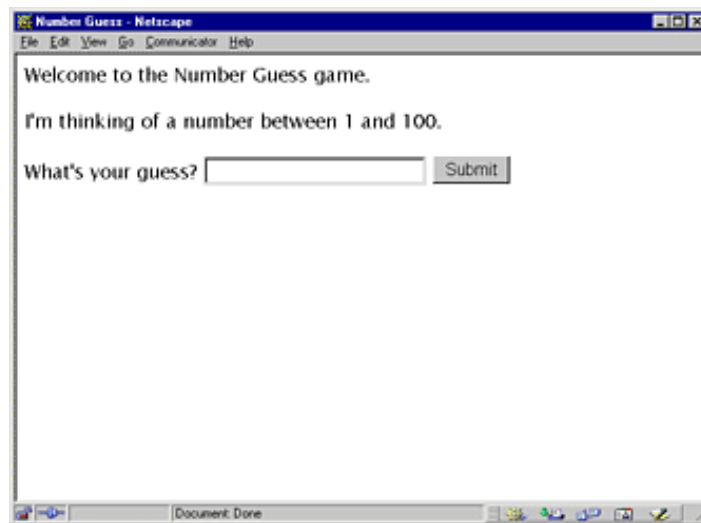 Number Guess - Netscape
File Edit View Go Communicator Help
Welcome to the Number Guess game.
I'm thinking of a number between 1 and 100.
What's your guess? Submit
Document: Done